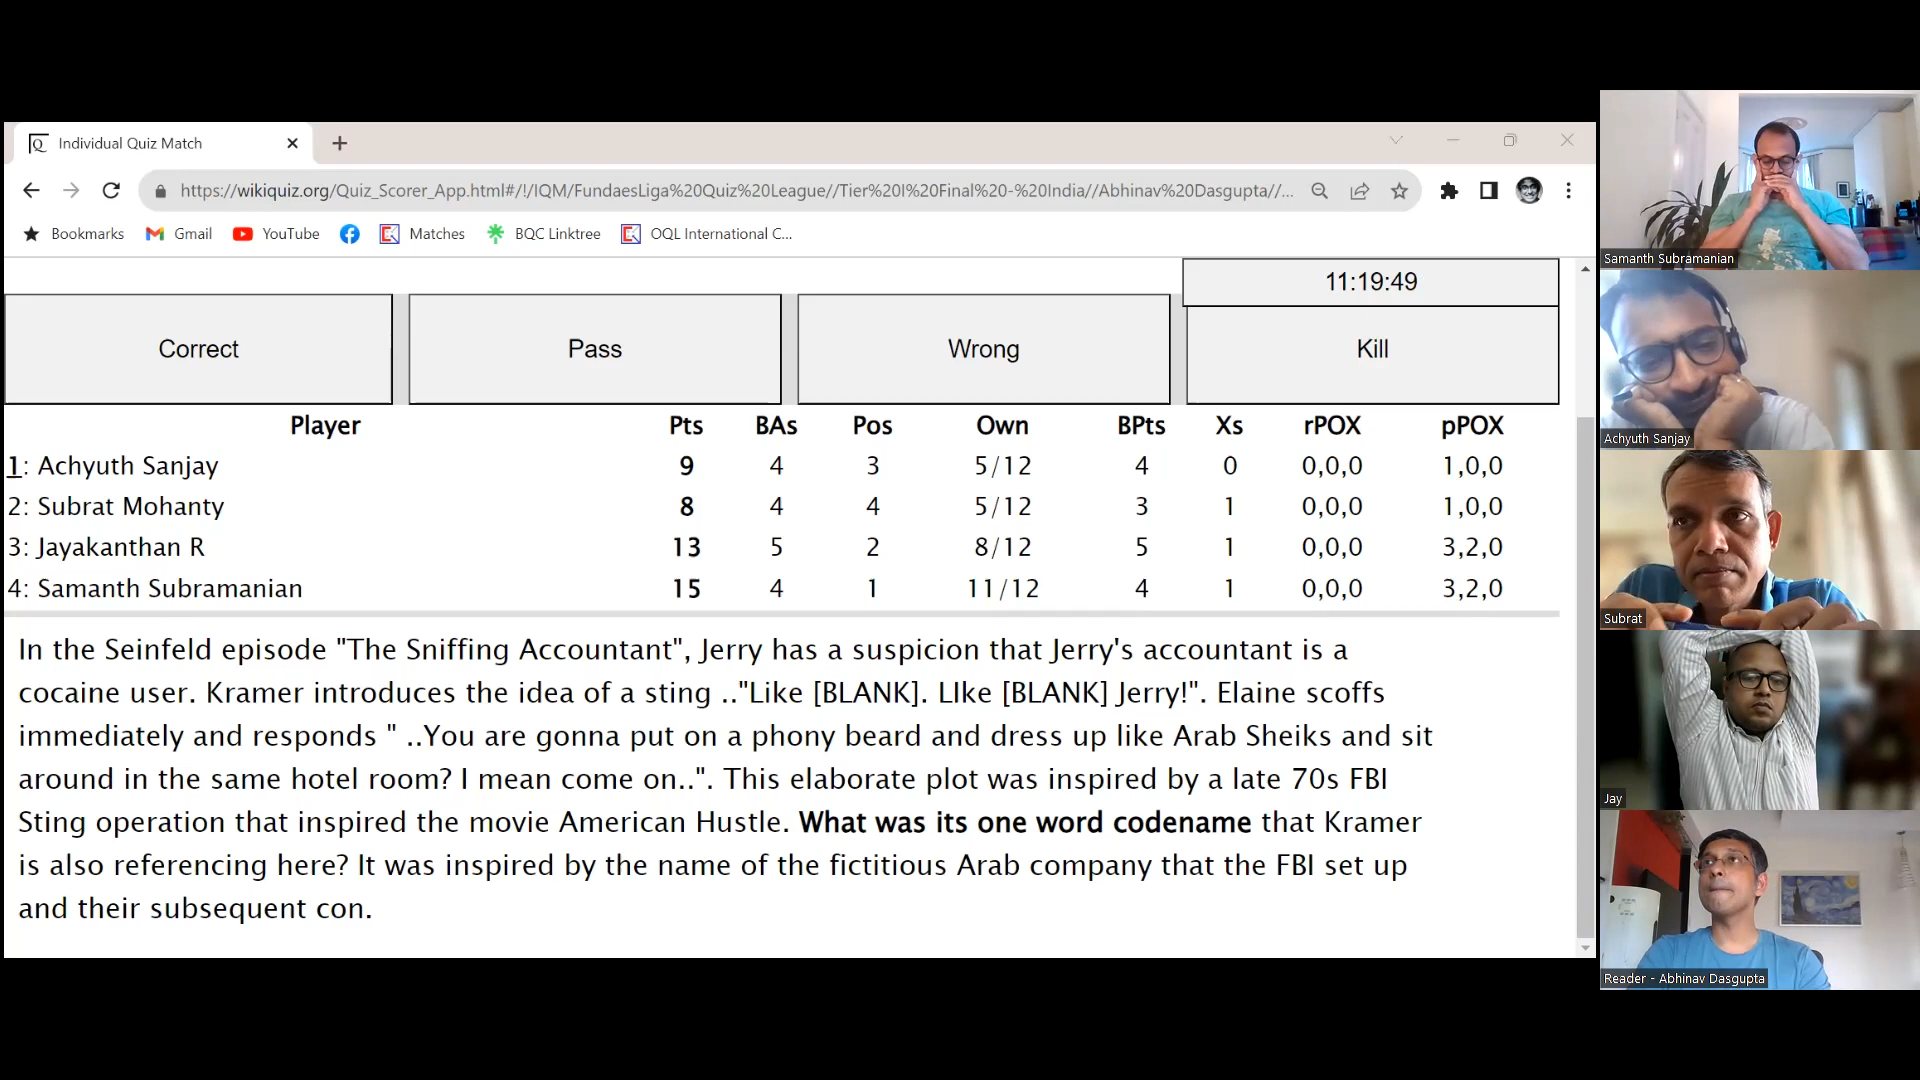 Individual Quiz Match
https://wikiquiz.org/Quiz_Scorer_App.html#/!/IQM/FundaesLiga%20Quiz%20League//Tier%20I%20Final%20-%20India//Abhinav%20Dasgupta//...
Bookmarks Gmail YouTube Matches BQC Linktree OQL International C...
11:19:49
Correct Pass Wrong Kill
Player Pts BAs Pos Own BPts Xs rPOX pPOX
1: Achyuth Sanjay 9 4 3 5/12 4 0 0,0,0 1,0,0
2: Subrat Mohanty 8 4 4 5/12 3 1 0,0,0 1,0,0
3: Jayakanthan R 13 5 2 8/12 5 1 0,0,0 3,2,0
4: Samanth Subramanian 15 4 1 11/12 4 1 0,0,0 3,2,0
In the Seinfeld episode "The Sniffing Accountant", Jerry has a suspicion that Jerry's accountant is a
cocaine user. Kramer introduces the idea of a sting .."Like [BLANK]. LIke [BLANK] Jerry!". Elaine scoffs
immediately and responds " ..You are gonna put on a phony beard and dress up like Arab Sheiks and sit
around in the same hotel room? I mean come on..". This elaborate plot was inspired by a late 70s FBI
Sting operation that inspired the movie American Hustle. What was its one word codename that Kramer
is also referencing here? It was inspired by the name of the fictitious Arab company that the FBI set up
and their subsequent con.
Samanth Subramanian
Achyuth Sanjay
Subrat
Jay
Reader - Abhinav Dasgupta